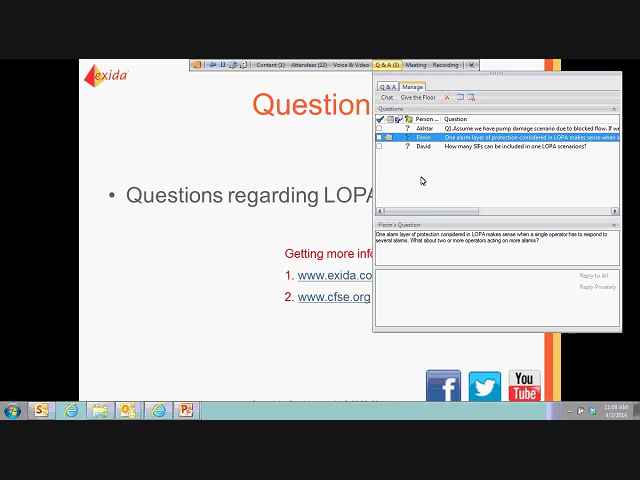 exida
Content (1) Attendees (22) Voice & Video Q & A (3) Meeting Recording
Question
Q & A Manage
Chat Give the Floor
Questions
Person ... Question
Akhtar Q1.Assume we have pump damage scenario due to blocked flow. If we
Florin One alarm layer of protection considered in LOPA makes sense when a
David How many SIFs can be included in one LOPA scenarions?
• Questions regarding LOPA
Florin's Question
One alarm layer of protection considered in LOPA makes sense when a single operator has to respond to
several alarms. What about two or more operators acting on more alarms?
Getting more info
1. www.exida.co
2. www.cfse.org
Reply to All
Reply Privately
You
Tube
11:08 AM
4/2/2014